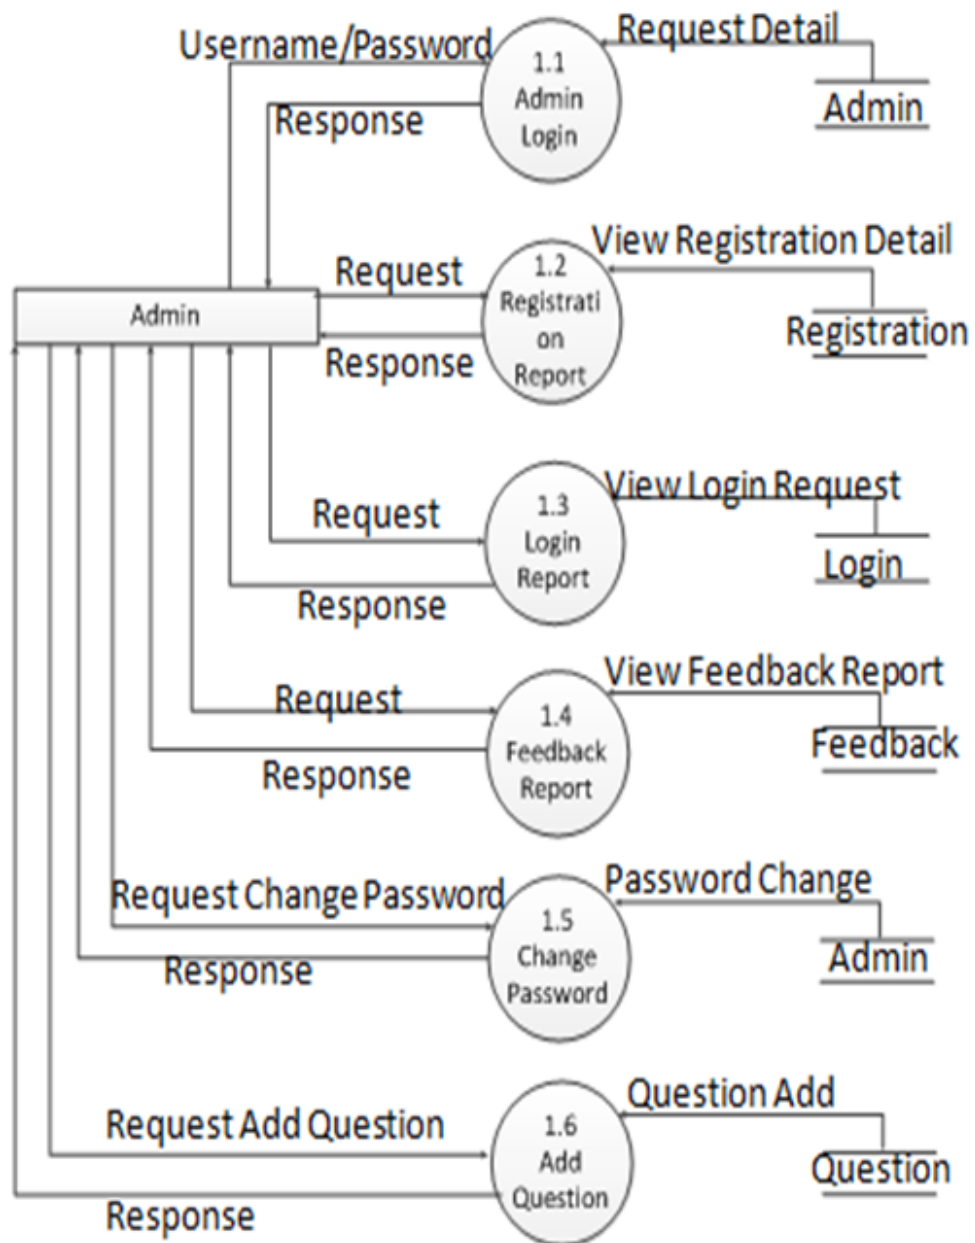 Username/Password
Request Detail
1.1
Admin
Login
Admin
Response
View Registration Detail
Request
1.2
Registrati
on
Report
Admin
Registration
Response
View Login Request
Request
1.3
Login
Report
Login
Response
View Feedback Report
Request
1.4
Feedback
Report
Feedback
Response
Password Change
Request Change Password
1.5
Change
Password
Admin
Response
Question Add
Request Add Question
1.6
Add
Question
Question
Response